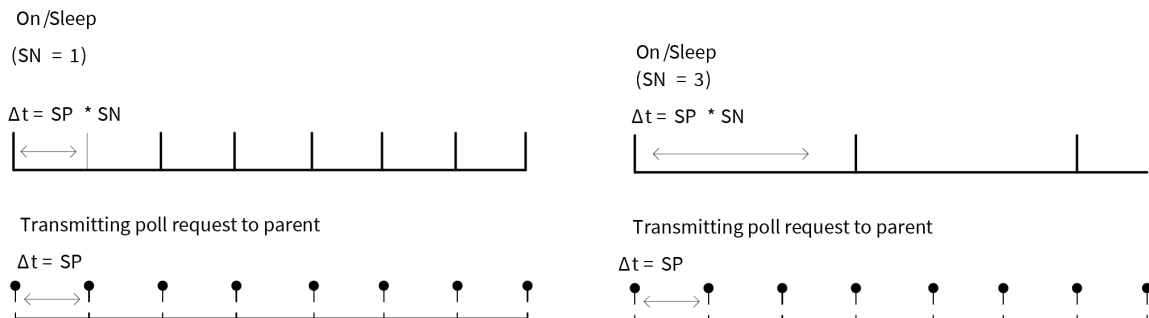 On/Sleep
(SN = 1)
Δt = SP * SN
Transmitting poll request to parent
Δt = SP
On/Sleep
(SN = 3)
Δt = SP * SN
Transmitting poll request to parent
Δt = SP